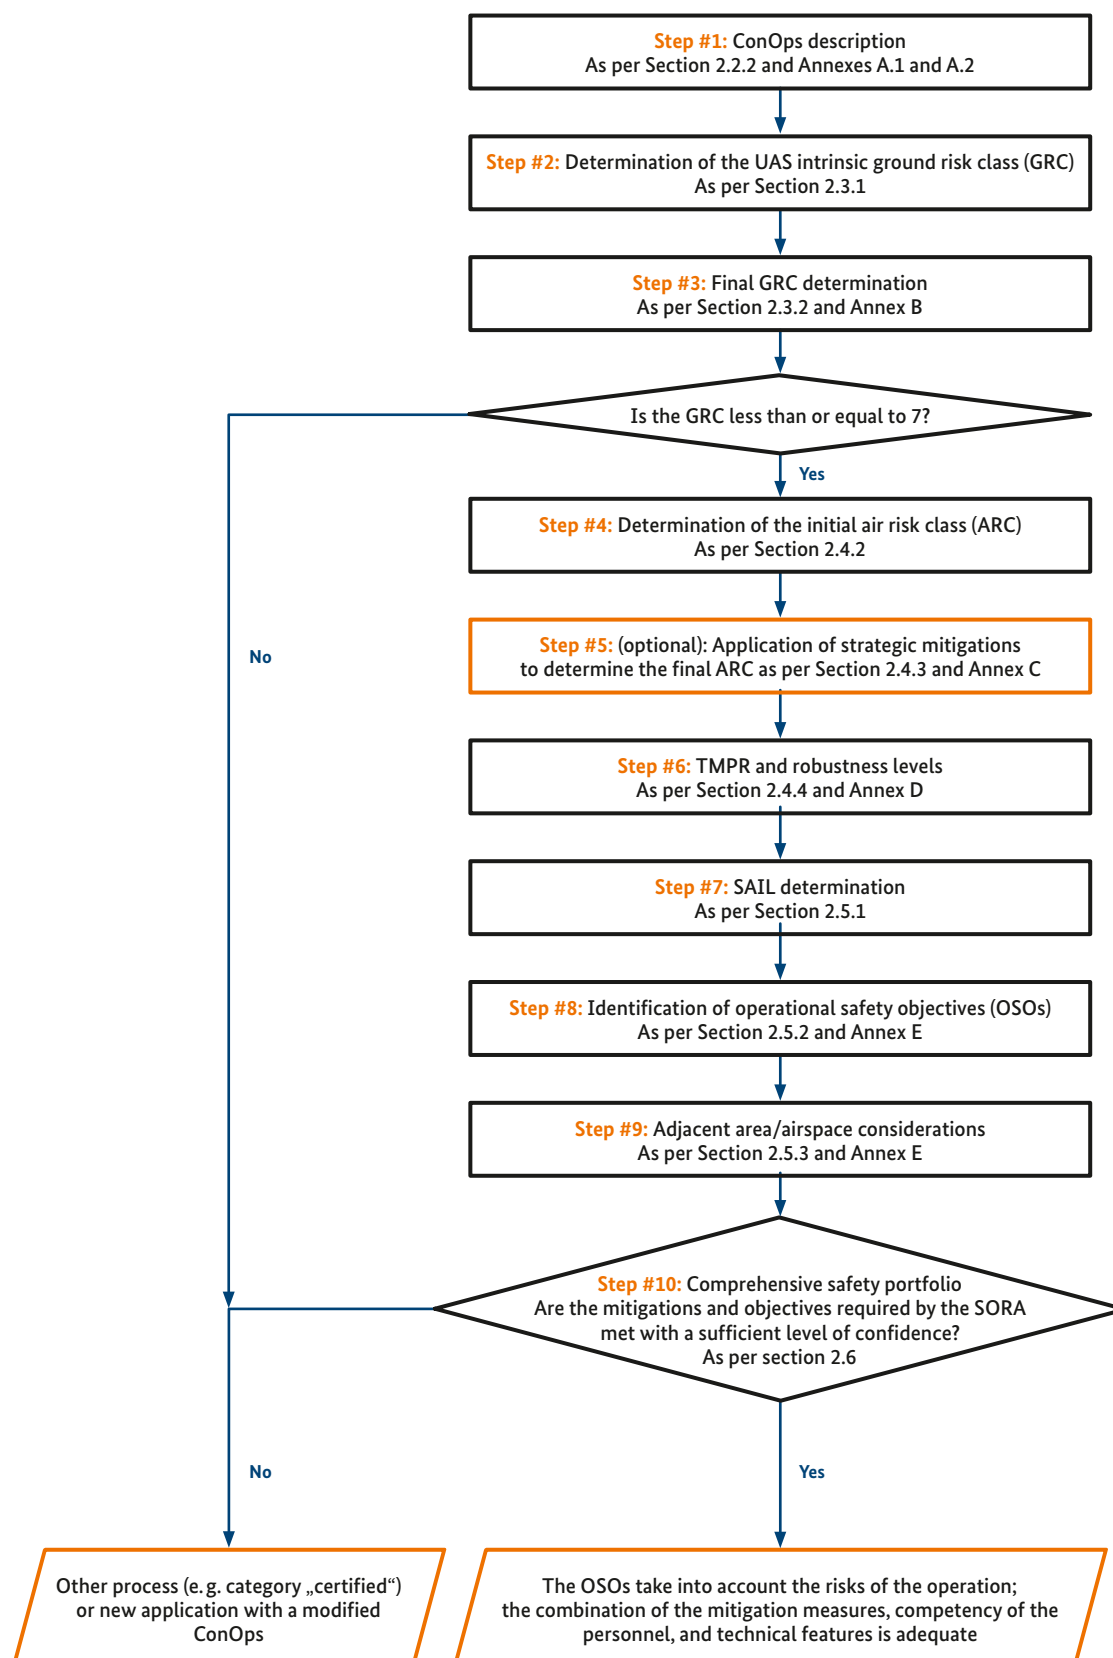 Step #1: ConOps description
As per Section 2.2.2 and Annexes A.1 and A.2
Step #2: Determination of the UAS intrinsic ground risk class (GRC)
As per Section 2.3.1
Step #3: Final GRC determination
As per Section 2.3.2 and Annex B
Is the GRC less than or equal to 7?
Yes
Step #4: Determination of the initial air risk class (ARC)
As per Section 2.4.2
Step #5: (optional): Application of strategic mitigations
to determine the final ARC as per Section 2.4.3 and Annex C
No
Step #6: TMPR and robustness levels
As per Section 2.4.4 and Annex D
Step #7: SAIL determination
As per Section 2.5.1
Step #8: Identification of operational safety objectives (OSOs)
As per Section 2.5.2 and Annex E
Step #9: Adjacent area/airspace considerations
As per Section 2.5.3 and Annex E
Step #10: Comprehensive safety portfolio
Are the mitigations and objectives required by the SORA
met with a sufficient level of confidence?
As per section 2.6
No
Yes
Other process (e. g. category „certified“)
or new application with a modified
ConOps
The OSOs take into account the risks of the operation;
the combination of the mitigation measures, competency of the
personnel, and technical features is adequate